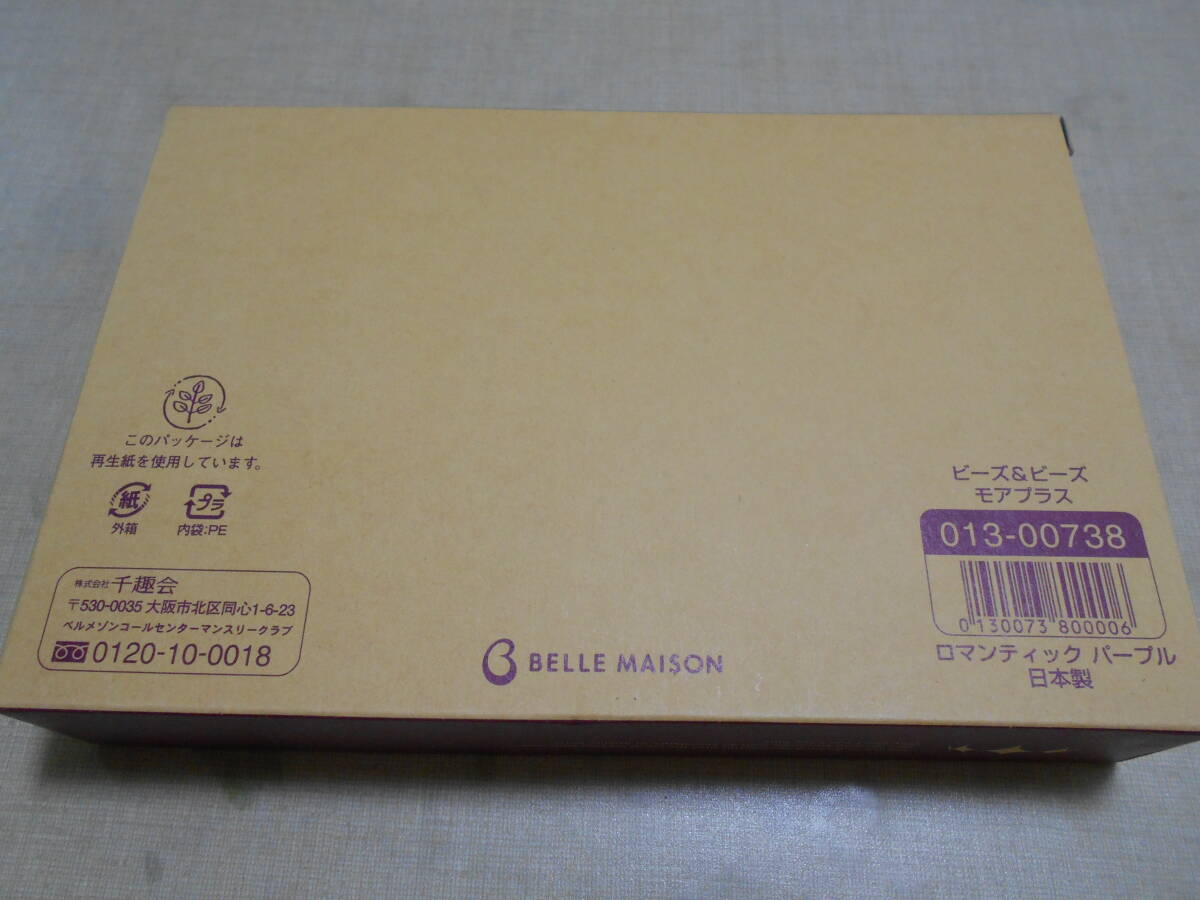 このパッケージは
再生紙を使用しています。
紙
外箱
プラ
内袋:PE
株式会社 千趣会
〒530-0035 大阪市北区同心1-6-23
ベルメゾンコールセンターマンスリークラブ
0120-10-0018
BELLE MAISON
ビーズ&ビーズ
モアプラス
013-00738
0 130073 800006
ロマンティック パープル
日本製